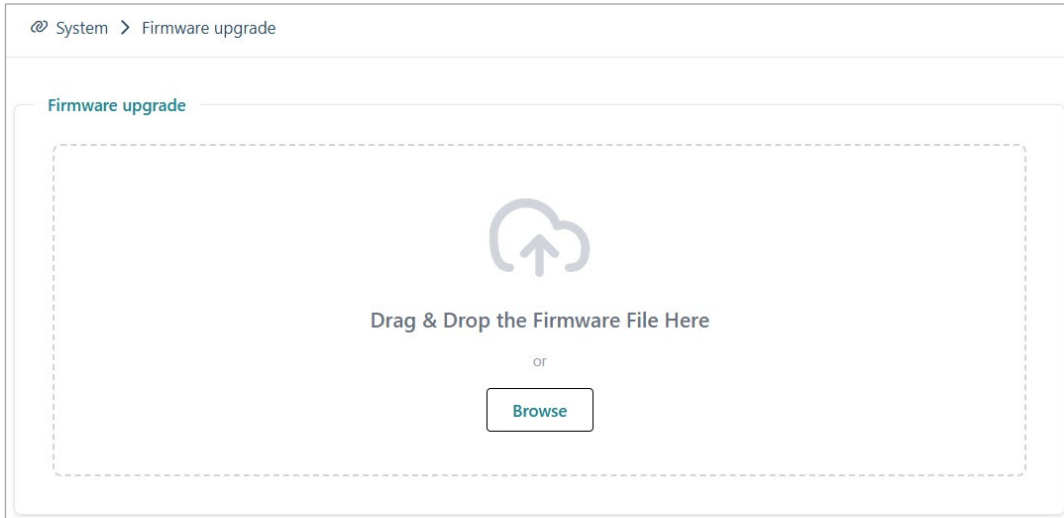 System > Firmware upgrade
Firmware upgrade
Drag & Drop the Firmware File Here
or
Browse